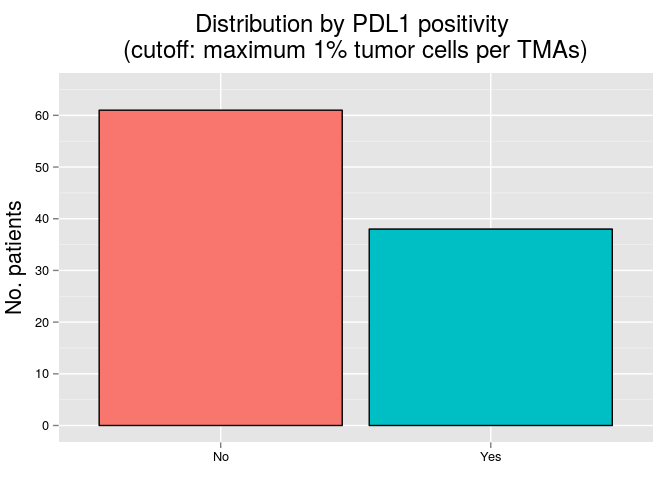 Distribution by PDL1 positivity
(cutoff: maximum 1% tumor cells per TMAs)
No. patients
60
50
40
30
20
10
0
No
Yes